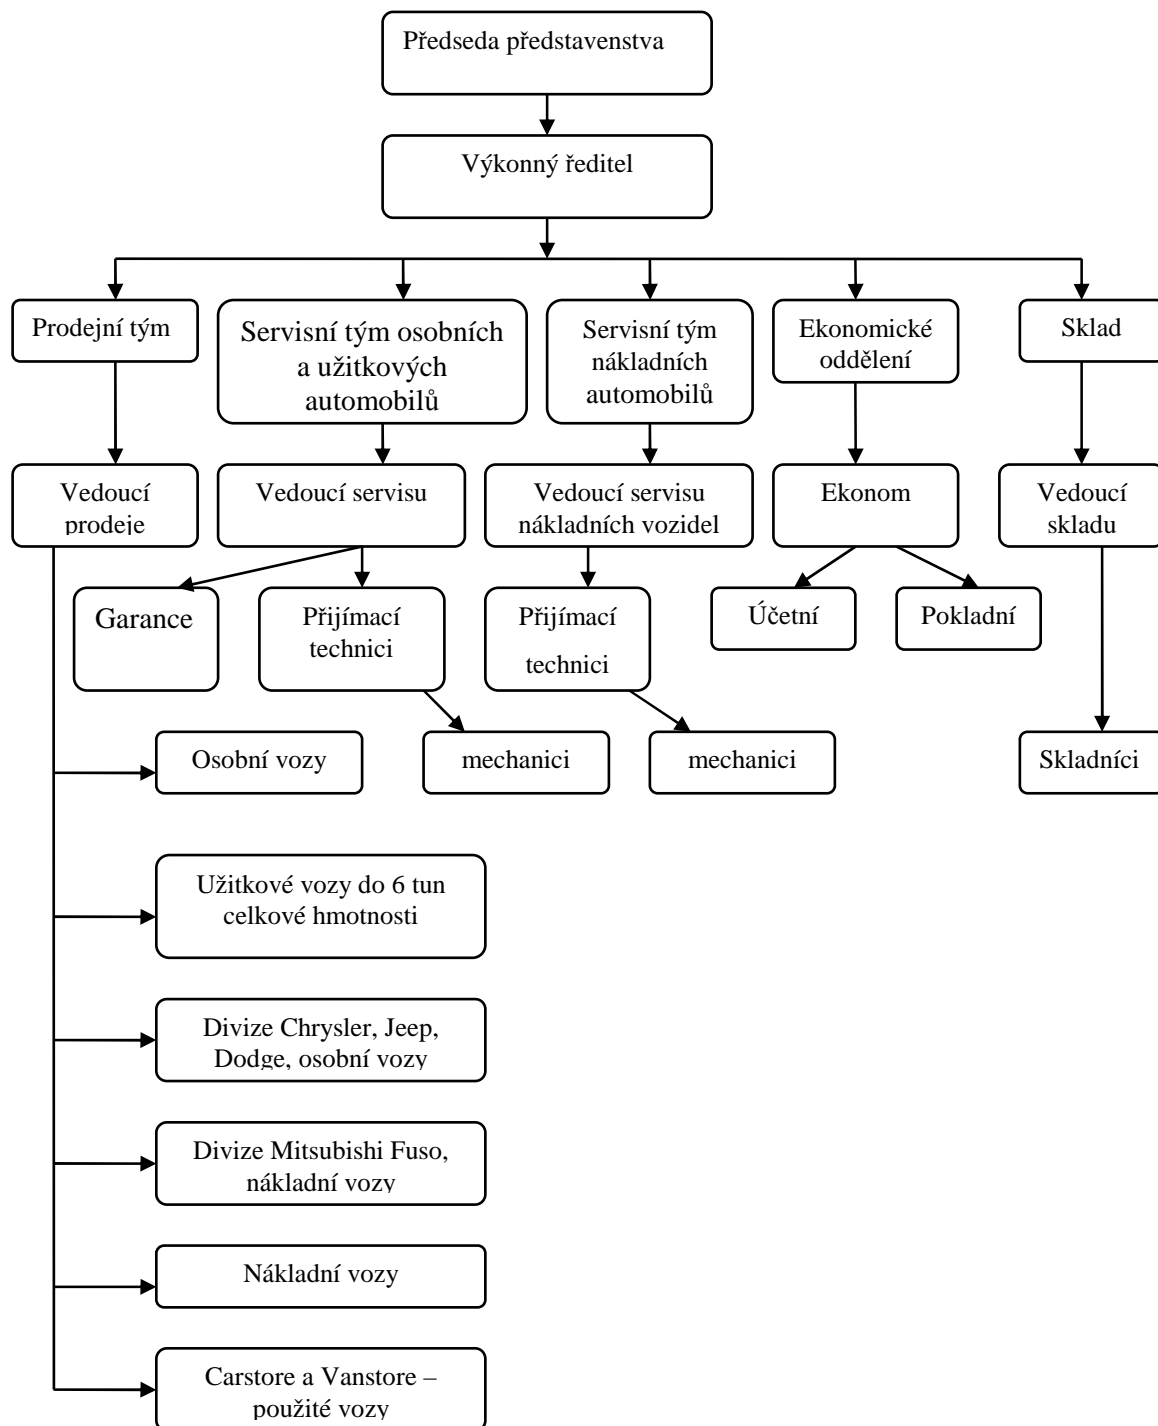 Předseda představenstva
Výkonný ředitel
Prodejní tým
Servisní tým osobních
a užitkových
automobilů
Servisní tým
nákladních
automobilů
Ekonomické
oddělení
Sklad
Vedoucí
prodeje
Vedoucí servisu
Vedoucí servisu
nákladních vozidel
Ekonom
Vedoucí
skladu
Garance
Přijímací
technici
Přijímací
technici
Účetní
Pokladní
Osobní vozy
mechanici
mechanici
Skladníci
Užitkové vozy do 6 tun
celkové hmotnosti
Divize Chrysler, Jeep,
Dodge, osobní vozy
Divize Mitsubishi Fuso,
nákladní vozy
Nákladní vozy
Carstore a Vanstore –
použité vozy